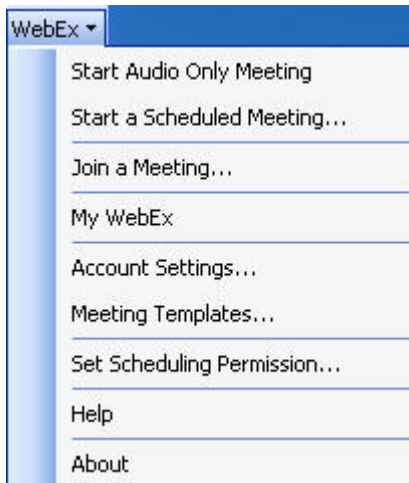 WebEx
Start Audio Only Meeting
Start a Scheduled Meeting...
Join a Meeting...
My WebEx
Account Settings...
Meeting Templates...
Set Scheduling Permission...
Help
About